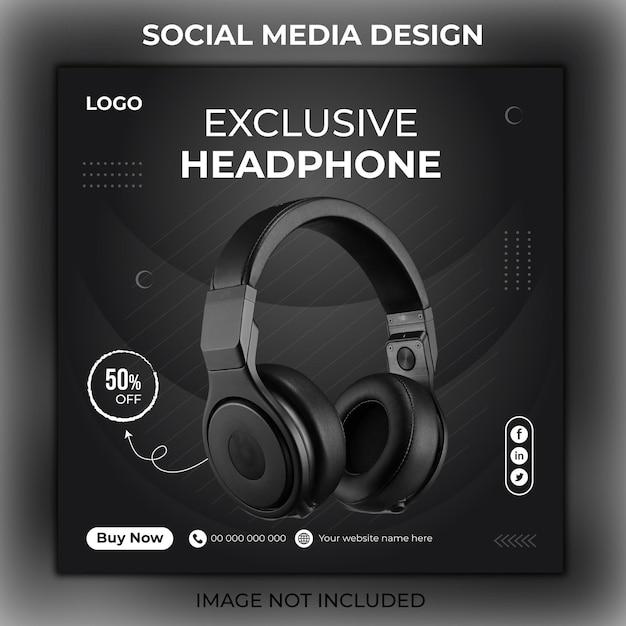 SOCIAL MEDIA DESIGN
LOGO
EXCLUSIVE
HEADPHONE
50%
OFF
f
in
Buy Now
00 000 000 000
Your website name here
IMAGE NOT INCLUDED